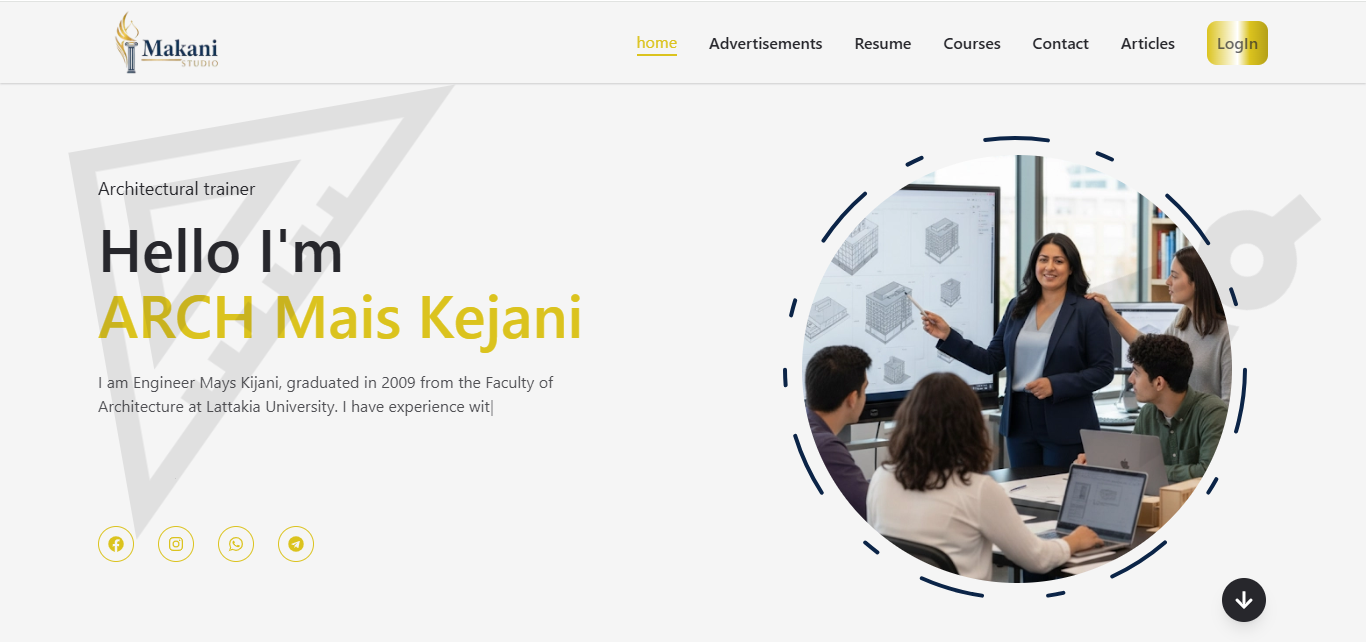 Makani
STUDIO
home
Advertisements
Resume
Courses
Contact
Articles
LogIn
Architectural trainer
Hello I'm
ARCH Mais Kejani
I am Engineer Mays Kijani, graduated in 2009 from the Faculty of
Architecture at Lattakia University. I have experience wit|